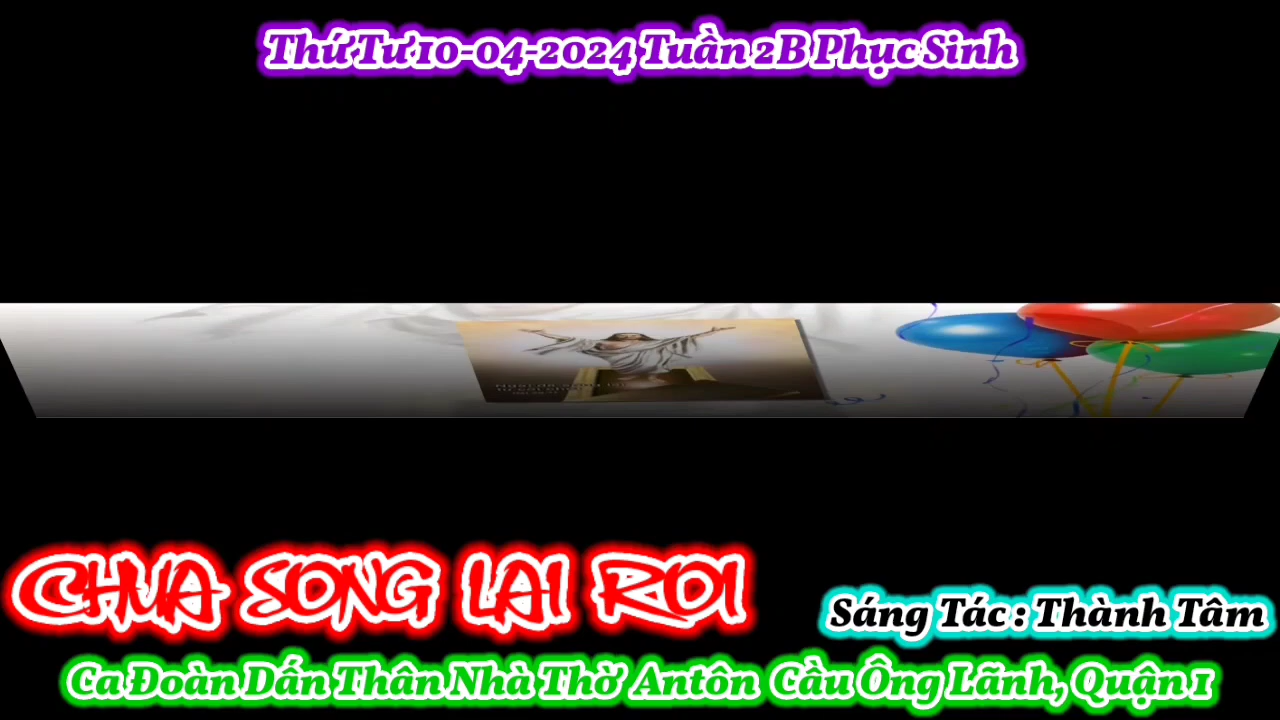 Thứ Tư 10-04-2024 Tuần 2B Phục Sinh
CHUA SONG LAI ROI
Sáng Tác : Thành Tâm
Ca Đoàn Dấn Thân Nhà Thờ Antôn Cầu Ông Lãnh, Quận 1